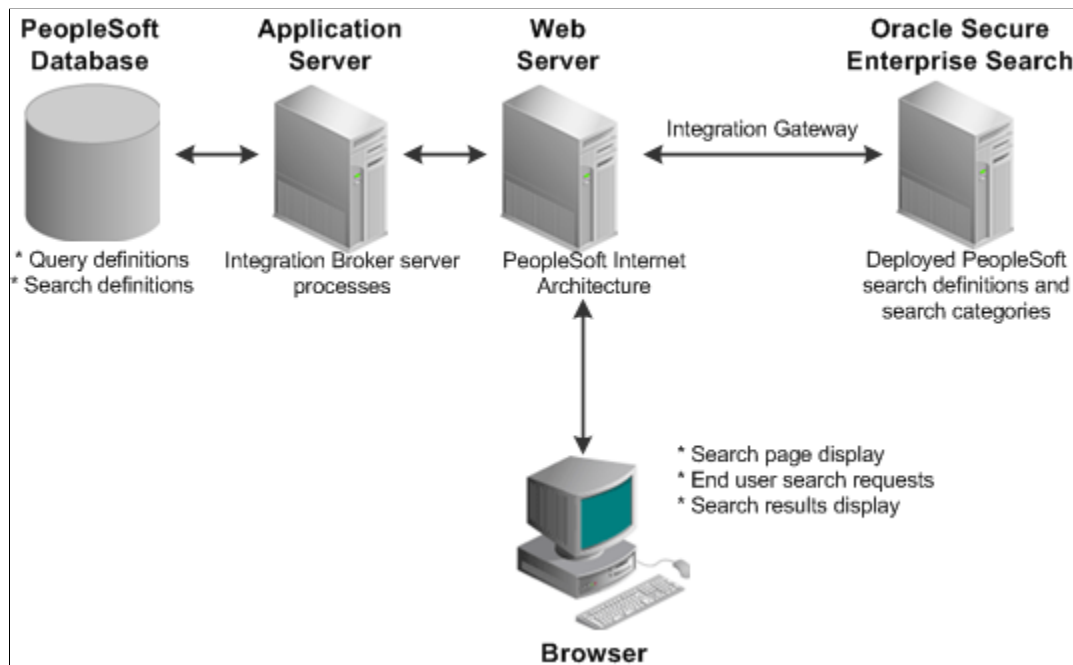 PeopleSoft
Database
Application
Server
Web
Server
Oracle Secure
Enterprise Search
Integration Gateway
* Query definitions
* Search definitions
Integration Broker server
processes
PeopleSoft Internet
Architecture
Deployed PeopleSoft
search definitions and
search categories
* Search page display
* End user search requests
* Search results display
Browser